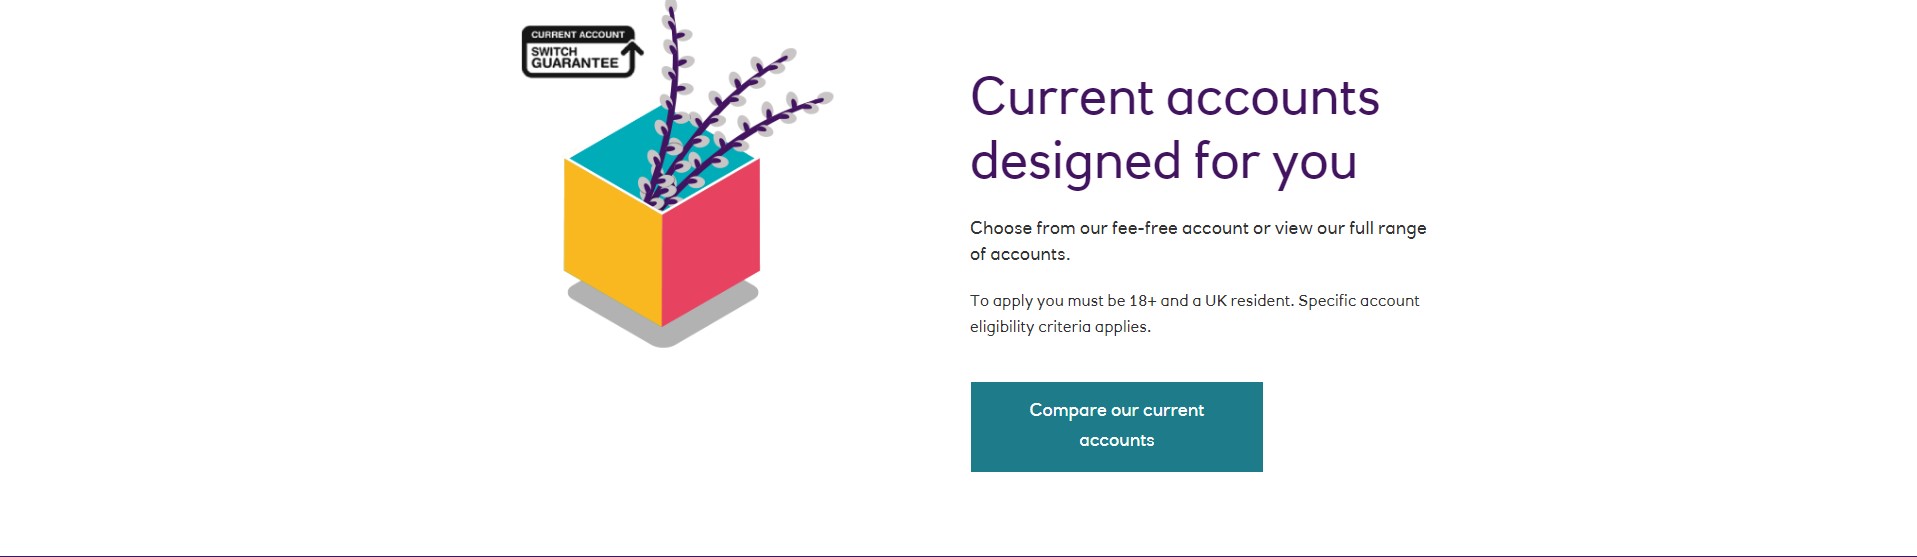 CURRENT ACCOUNT
SWITCH
GUARANTEE
Current accounts
designed for you
Choose from our fee-free account or view our full range
of accounts.
To apply you must be 18+ and a UK resident. Specific account
eligibility criteria applies.
Compare our current
accounts